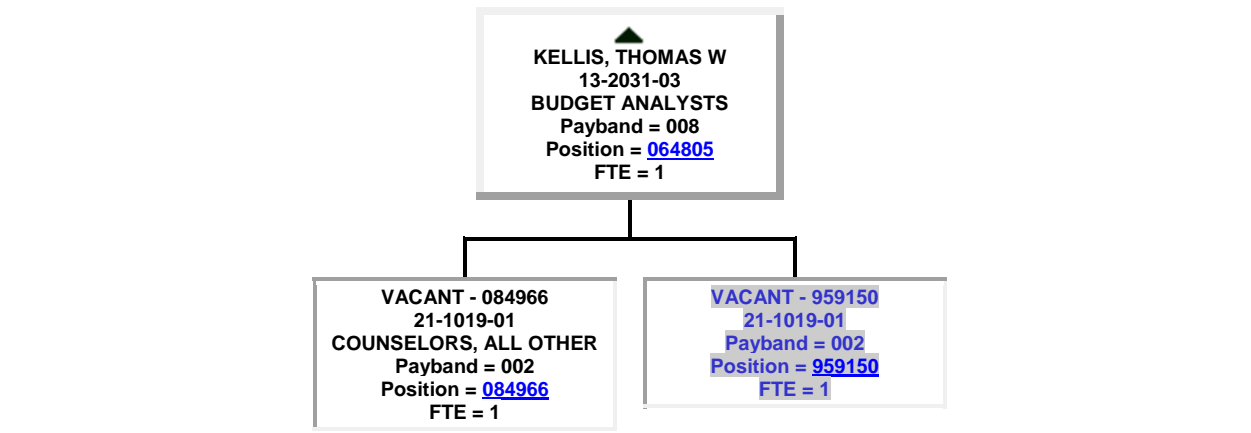 KELLIS, THOMAS W
13-2031-03
BUDGET ANALYSTS
Payband = 008
Position = 064805
FTE = 1
VACANT - 084966
21-1019-01
COUNSELORS, ALL OTHER
Payband = 002
Position = 084966
FTE = 1
VACANT - 959150
21-1019-01
Payband = 002
Position = 959150
FTE = 1